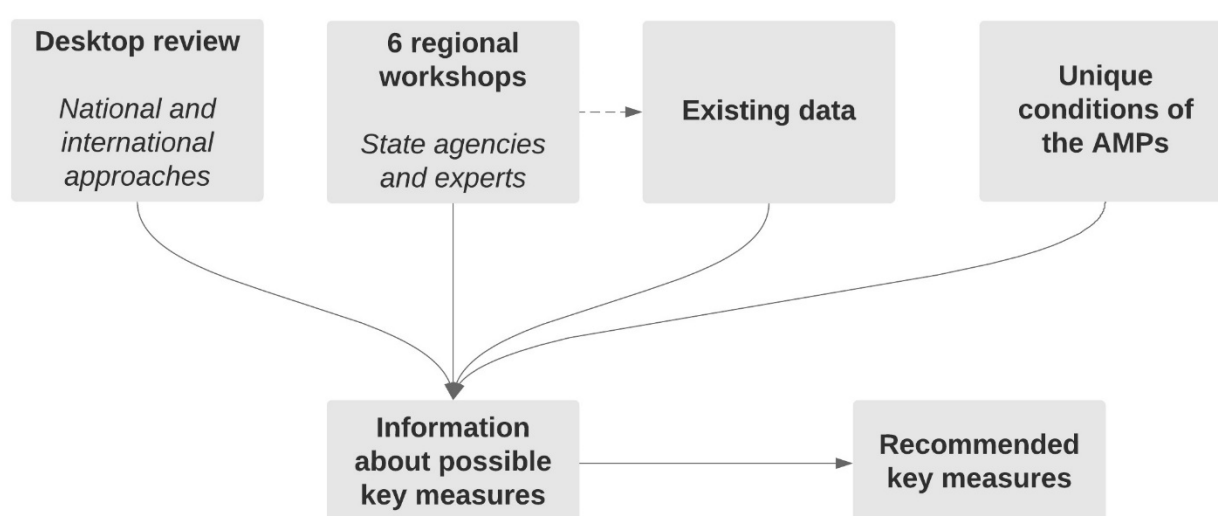 Desktop review
National and
international
approaches
6 regional
workshops
State agencies
and experts
Existing data
Unique
conditions of
the AMPs
Information
about possible
key measures
Recommended
key measures